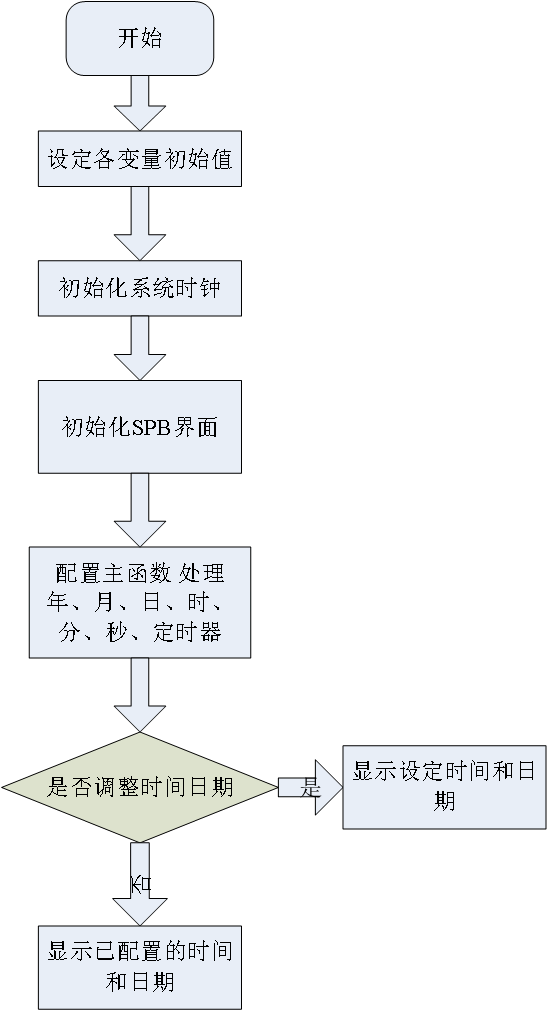 开始
设定各变量初始值
初始化系统时钟
初始化SPB界面
配置主函数 处理
年、月、日、时、
分、秒、定时器
是否调整时间日期
是
显示设定时间和日
期
否
显示已配置的时间
和日期